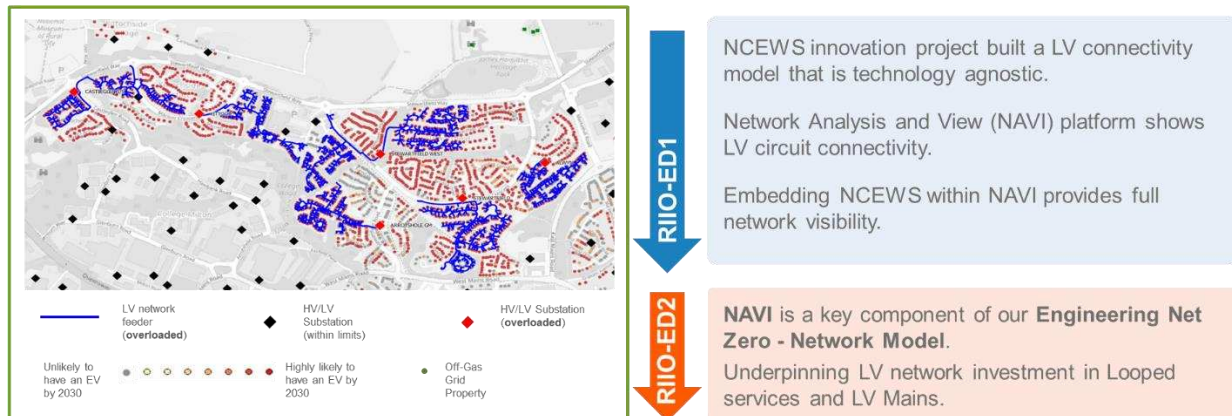 LV network
feeder
(overloaded)
HV/LV
Substation
(within limits)
HV/LV Substation
(overloaded)
Unlikely to
have an EV
by 2030
Highly likely to
have an EV by
2030
Off-Gas
Grid
Property
RIIO-ED1
NCEWS innovation project built a LV connectivity
model that is technology agnostic.
Network Analysis and View (NAVI) platform shows
LV circuit connectivity.
Embedding NCEWS within NAVI provides full
network visibility.
RIIO-ED2
NAVI is a key component of our Engineering Net
Zero - Network Model.
Underpinning LV network investment in Looped
services and LV Mains.